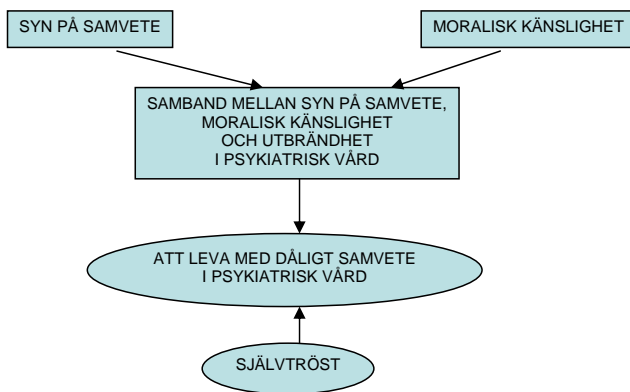 SYN PÅ SAMVETE
MORALISK KÄNSLIGHET
SAMBAND MELLAN SYN PÅ SAMVETE,
MORALISK KÄNSLIGHET
OCH UTBRÄNDHET
I PSYKIATRISK VÅRD
ATT LEVA MED DÅLIGT SAMVETE
I PSYKIATRISK VÅRD
SJÄLVTRÖST